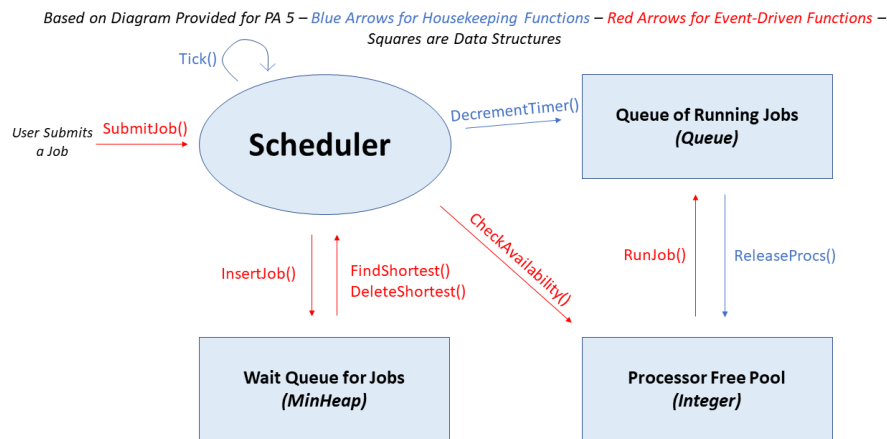 Based on Diagram Provided for PA 5 – Blue Arrows for Housekeeping Functions – Red Arrows for Event-Driven Functions –
Squares are Data Structures
Tick()
User Submits
a Job
SubmitJob()
Scheduler
DecrementTimer()
Queue of Running Jobs
(Queue)
InsertJob()
FindShortest()
DeleteShortest()
CheckAvailability()
RunJob()
ReleaseProcs()
Wait Queue for Jobs
(MinHeap)
Processor Free Pool
(Integer)